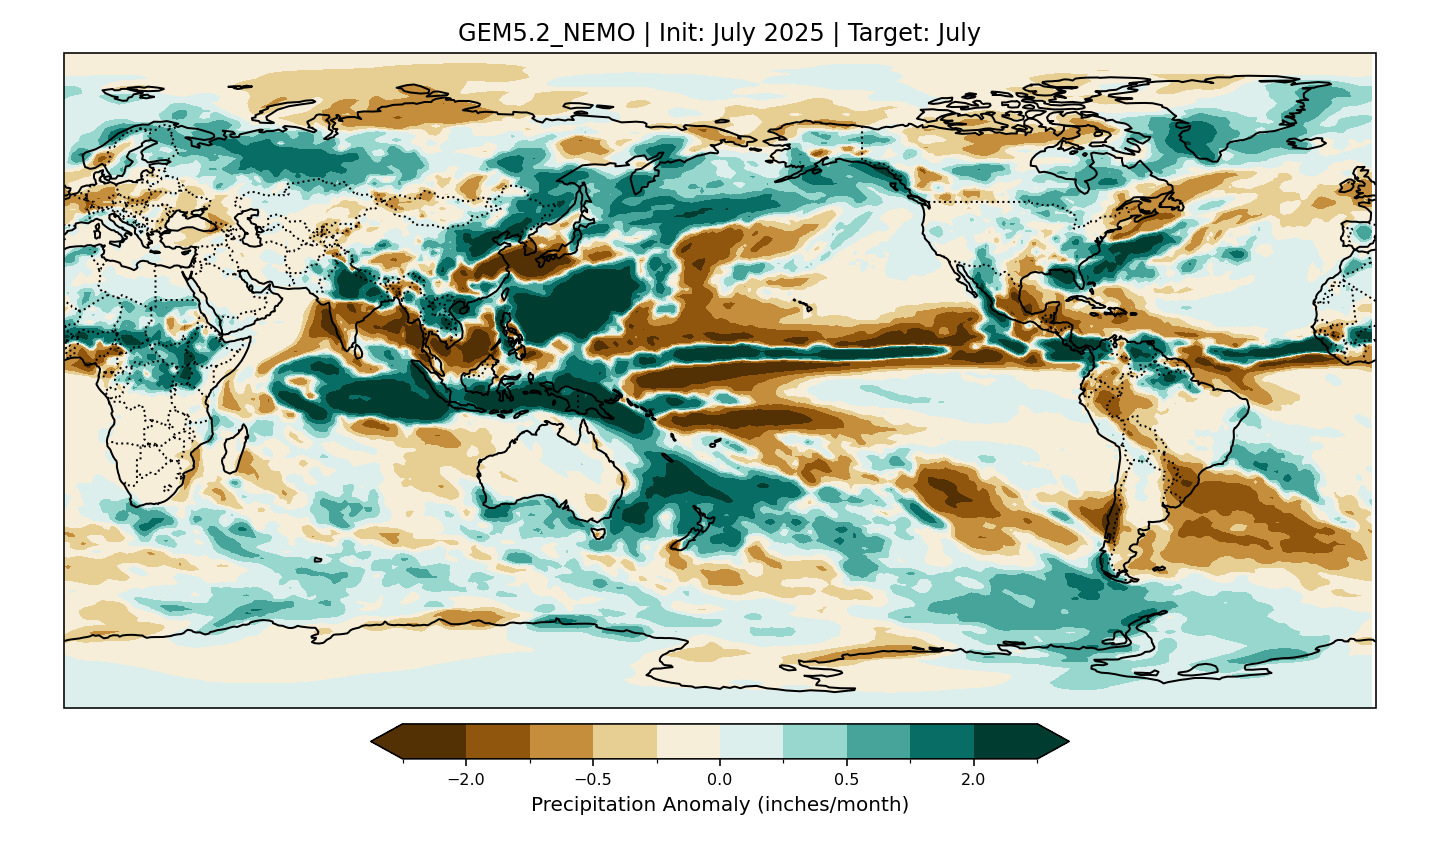 GEM5.2_NEMO | Init: July 2025 | Target: July
−2.0 −0.5 0.0 0.5 2.0
Precipitation Anomaly (inches/month)